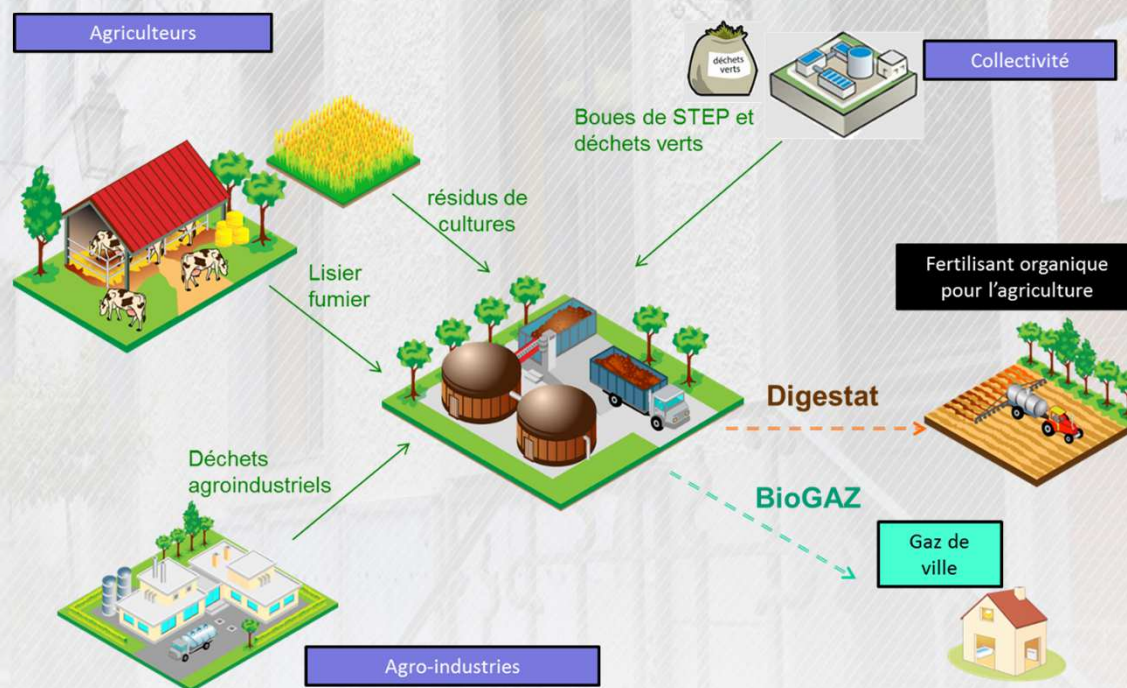 Agriculteurs
déchets
verts
Collectivité
Boues de STEP et
déchets verts
résidus de
cultures
Lisier
fumier
Fertilisant organique
pour l'agriculture
Digestat
Déchets
agroindustriels
BioGAZ
Gaz de
ville
Agro-industries